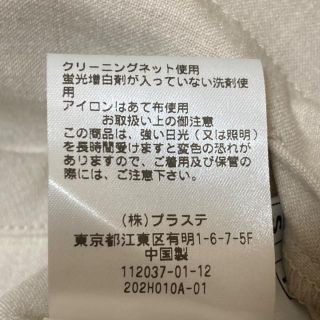 クリーニングネット使用
蛍光増白剤が入っていない洗剤使
用
アイロンはあて布使用
お取扱い上の御注意
この商品は、強い日光(又は照明)
を長時間受けますと変色の恐れが
ありますので、ご着用及び保管の
際には、ご注意下さい。
(株)プラステ
東京都江東区有明1-6-7-5F
中国製
112037-01-12
202H010A-01